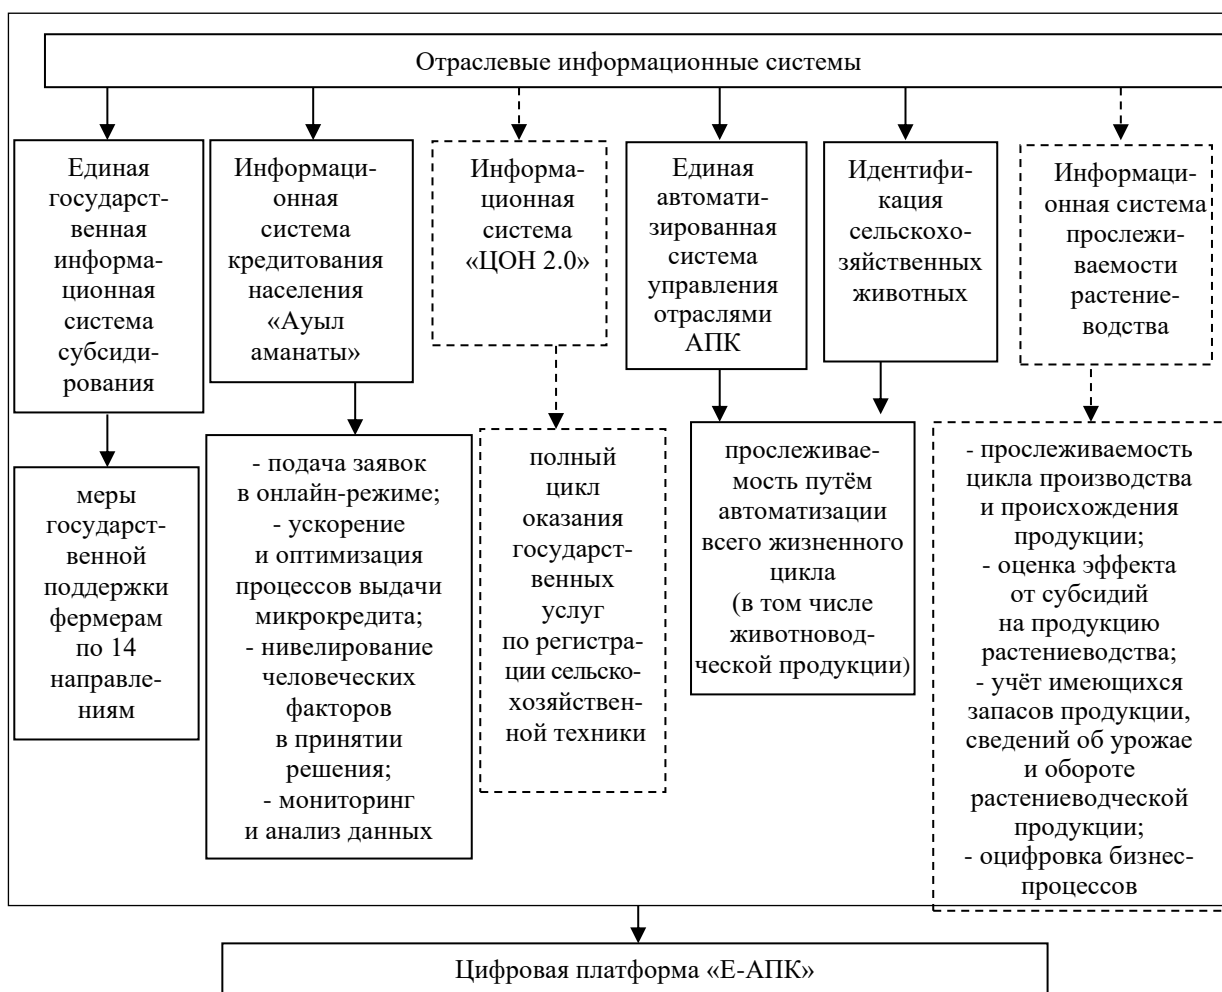 Отраслевые информационные системы
Единая
государст-
венная
информа-
ционная
система
субсиди-
рования
Информаци-
онная
система
кредитования
населения
«Ауыл
аманаты»
Информа-
ционная
система
«ЦОН 2.0»
Единая
автомати-
зированная
система
управления
отраслями
АПК
Идентифи-
кация
сельскохо-
зяйственных
животных
Информаци-
онная система
прослежи-
ваемости
растение-
водства
меры
государст-
венной
поддержки
фермерам
по 14
направле-
ниям
- подача заявок
в онлайн-режиме;
- ускорение
и оптимизация
процессов выдачи
микрокредита;
- нивелирование
человеческих
факторов
в принятии
решения;
- мониторинг
и анализ данных
полный
цикл
оказания
государст-
венных
услуг
по регистра-
ции сельско-
хозяйствен-
ной техники
прослеживае-
мость путём
автоматизации
всего жизненного
цикла
(в том числе
животновод-
ческой продукции)
- прослеживаемость
цикла производства
и происхождения
продукции;
- оценка эффекта
от субсидий
на продукцию
растениеводства;
- учёт имеющихся
запасов продукции,
сведений об урожае
и обороте
растениеводческой
продукции;
- оцифровка бизнес-
процессов
Цифровая платформа «Е-АПК»